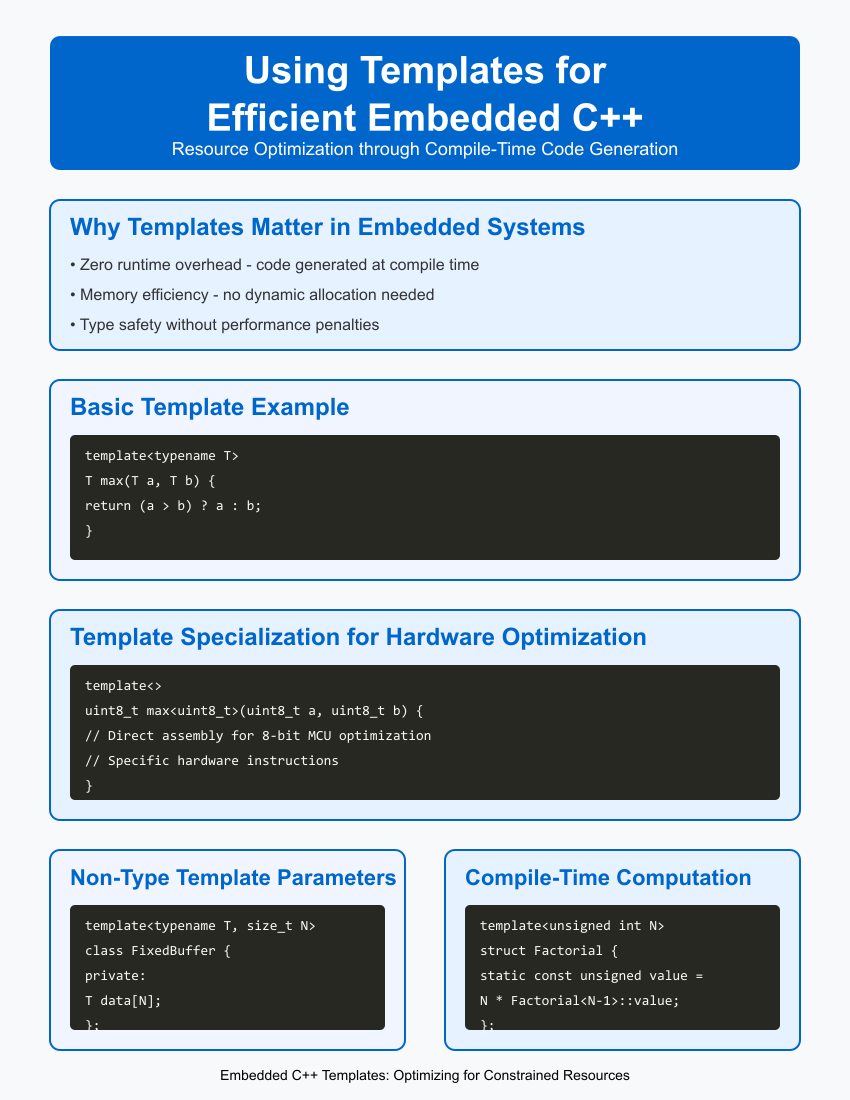 Using Templates for
Efficient Embedded C++
Resource Optimization through Compile-Time Code Generation
Why Templates Matter in Embedded Systems
• Zero runtime overhead - code generated at compile time
• Memory efficiency - no dynamic allocation needed
• Type safety without performance penalties
Basic Template Example
template<typename T>
T max(T a, T b) {
return (a > b) ? a : b;
}
Template Specialization for Hardware Optimization
template<>
uint8_t max<uint8_t>(uint8_t a, uint8_t b) {
// Direct assembly for 8-bit MCU optimization
// Specific hardware instructions
}
Non-Type Template Parameters
template<typename T, size_t N>
class FixedBuffer {
private:
T data[N];
};
Compile-Time Computation
template<unsigned int N>
struct Factorial {
static const unsigned value =
N * Factorial<N-1>::value;
};
Embedded C++ Templates: Optimizing for Constrained Resources